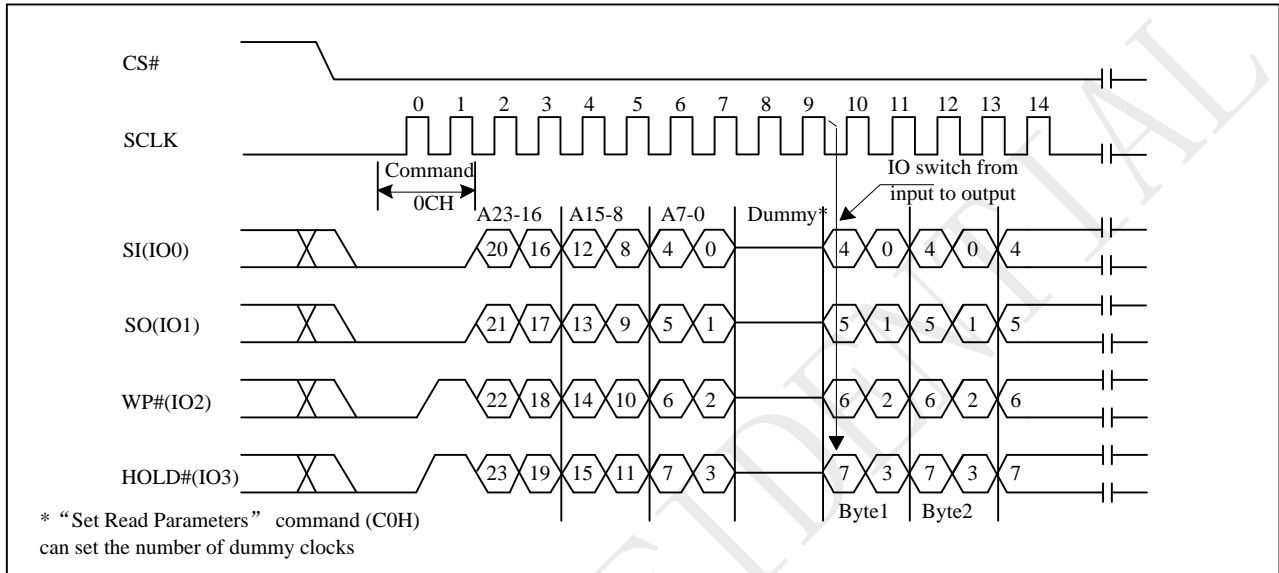 CS#
0 1 2 3 4 5 6 7 8 9 10 11 12 13 14
SCLK
Command
0CH
IO switch from
input to output
A23-16 A15-8 A7-0 Dummy*
SI(IO0) 20 16 12 8 4 0 4 0 4 0 4
SO(IO1) 21 17 13 9 5 1 5 1 5 1 5
WP#(IO2) 22 18 14 10 6 2 6 2 6 2 6
HOLD#(IO3) 23 19 15 11 7 3 7 3 7 3 7
Byte1 Byte2
* “Set Read Parameters” command (C0H)
can set the number of dummy clocks
IDENTIAL